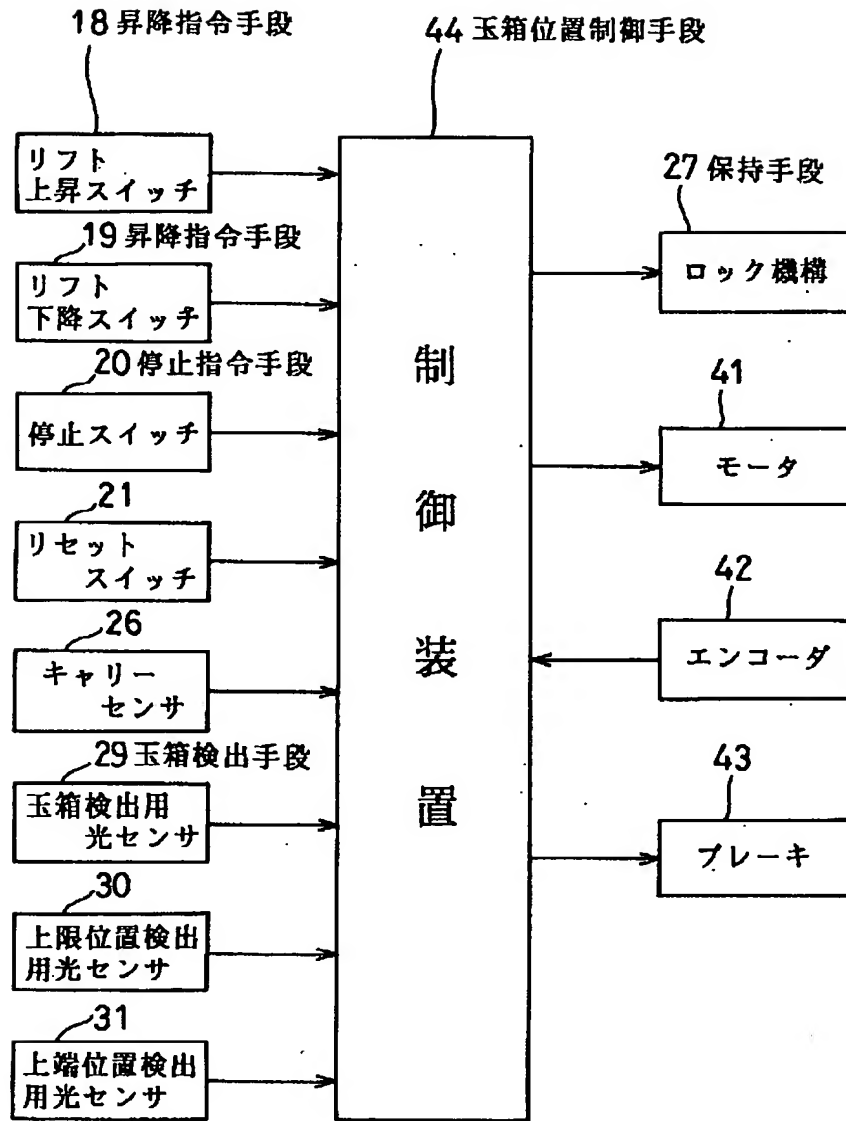 18 昇降指令手段
リフト
上昇スイッチ
19 昇降指令手段
リフト
下降スイッチ
20 停止指令手段
停止スイッチ
21
リセット
スイッチ
26
キャリー
センサ
29 玉箱検出手段
玉箱検出用
光センサ
30
上限位置検出
用光センサ
31
上端位置検出
用光センサ
44 玉箱位置制御手段
制御装置
27 保持手段
ロック機構
41
モータ
42
エンコーダ
43
ブレーキ